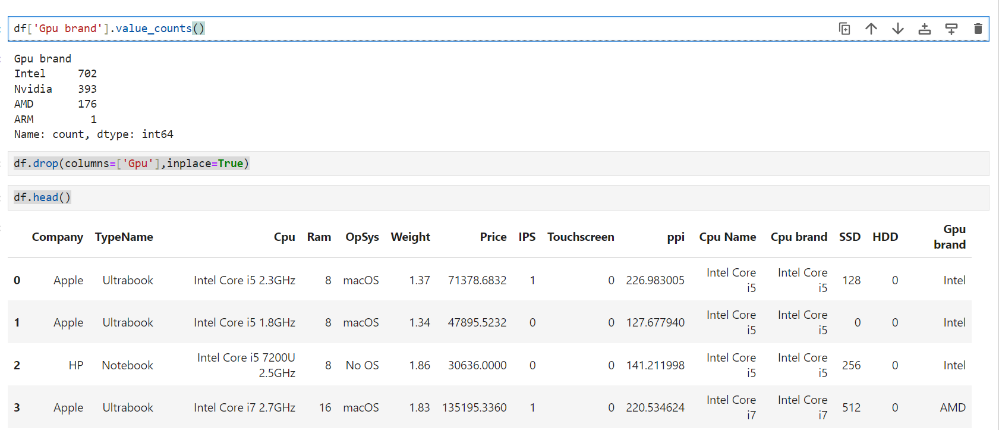 df['Gpu brand'].value_counts()
Gpu brand
Intel     702
Nvidia    393
AMD       176
ARM         1
Name: count, dtype: int64
df.drop(columns=['Gpu'],inplace=True)
df.head()
Company TypeName Cpu Ram OpSys Weight Price IPS Touchscreen ppi Cpu Name Cpu brand SSD HDD Gpu brand
0 Apple Ultrabook Intel Core i5 2.3GHz 8 macOS 1.37 71378.6832 1 0 226.983005 Intel Core i5 Intel Core i5 128 0 Intel
1 Apple Ultrabook Intel Core i5 1.8GHz 8 macOS 1.34 47895.5232 0 0 127.677940 Intel Core i5 Intel Core i5 0 0 Intel
2 HP Notebook Intel Core i5 7200U 2.5GHz 8 No OS 1.86 30636.0000 0 0 141.211998 Intel Core i5 Intel Core i5 256 0 Intel
3 Apple Ultrabook Intel Core i7 2.7GHz 16 macOS 1.83 135195.3360 1 0 220.534624 Intel Core i7 Intel Core i7 512 0 AMD